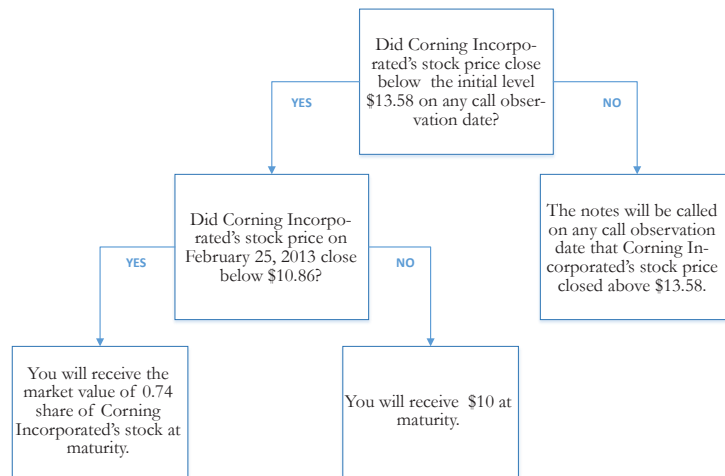 Did Corning Incorpo-
rated's stock price close
below the initial level
$13.58 on any call obser-
vation date?
YES
NO
Did Corning Incorpo-
rated's stock price on
February 25, 2013 close
below $10.86?
The notes will be called
on any call observation
date that Corning In-
corporated's stock price
closed above $13.58.
YES
NO
You will receive the
market value of 0.74
share of Corning
Incorporated's stock at
maturity.
You will receive $10 at
maturity.